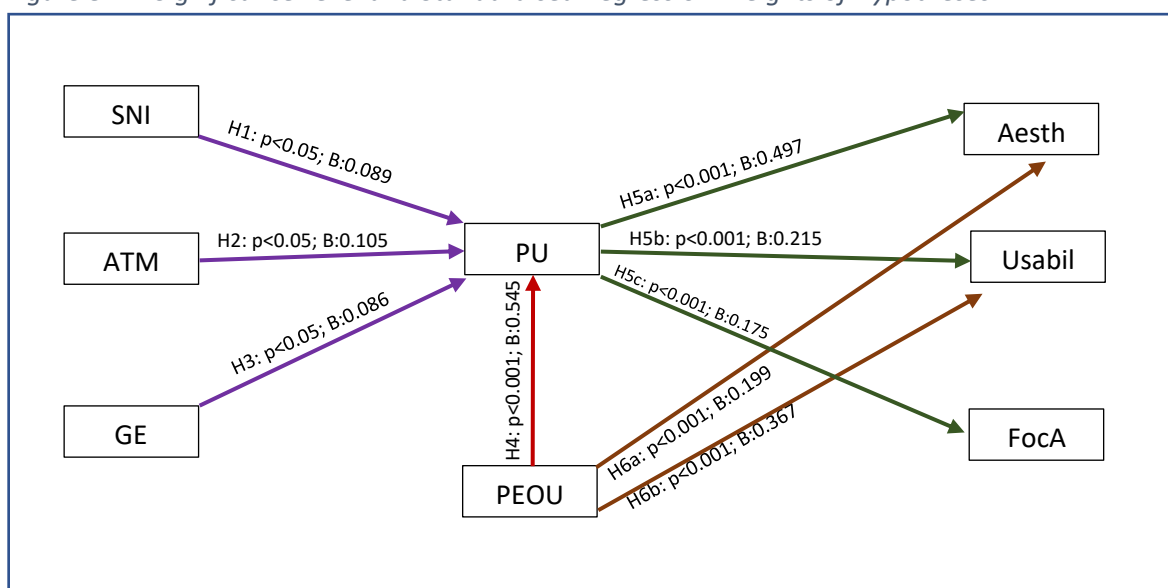 SNI
H1: p<0.05; B:0.089
Aesth
H5a: p<0.001; B:0.497
ATM
H2: p<0.05; B:0.105
PU
H5b: p<0.001; B:0.215
Usabil
H3: p<0.05; B:0.086
H4: p<0.001; B:0.545
H5c: p<0.001; B:0.175
GE
FocA
H6a: p<0.001; B:0.199
H6b: p<0.001; B:0.367
PEOU